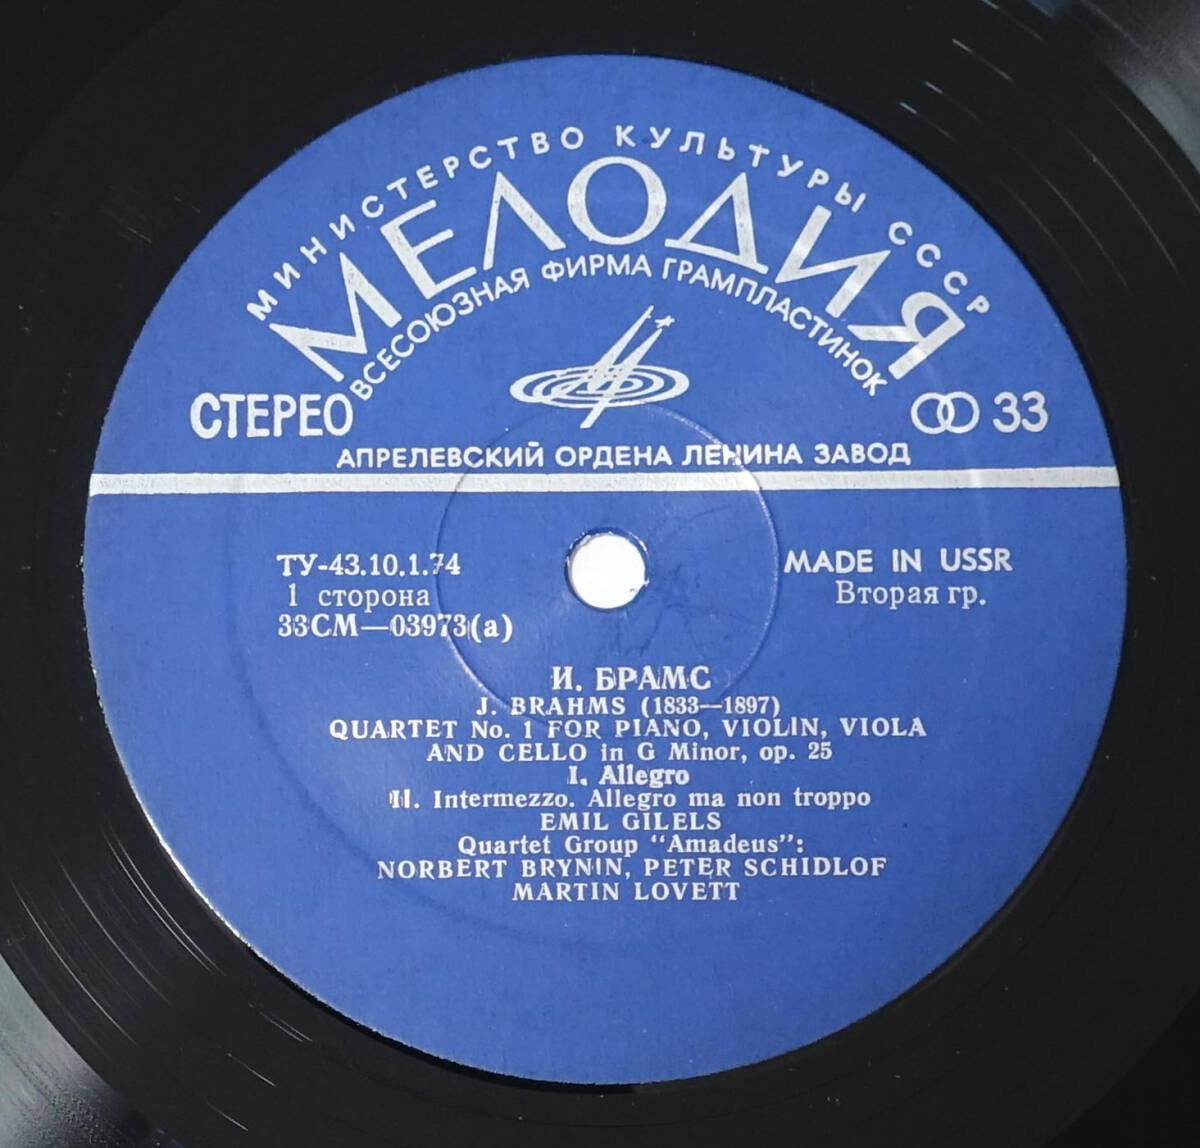 МИНИСТЕРСТВО КУЛЬТУРЫ СССР
МЕЛОДИЯ
ВСЕСОЮЗНАЯ ФИРМА ГРАМПЛАСТИНОК
СТЕРЕО
33
АПРЕЛЕВСКИЙ ОРДЕНА ЛЕНИНА ЗАВОД
ТУ-43.10.1.74
1 сторона
33СМ—03973(а)
MADE IN USSR
Вторая гр.
И. БРАМС
J. BRAHMS (1833—1897)
QUARTET No. 1 FOR PIANO, VIOLIN, VIOLA
AND CELLO in G Minor, op. 25
I. Allegro
II. Intermezzo. Allegro ma non troppo
EMIL GILELS
Quartet Group "Amadeus":
NORBERT BRYNIN, PETER SCHIDLOF
MARTIN LOVETT